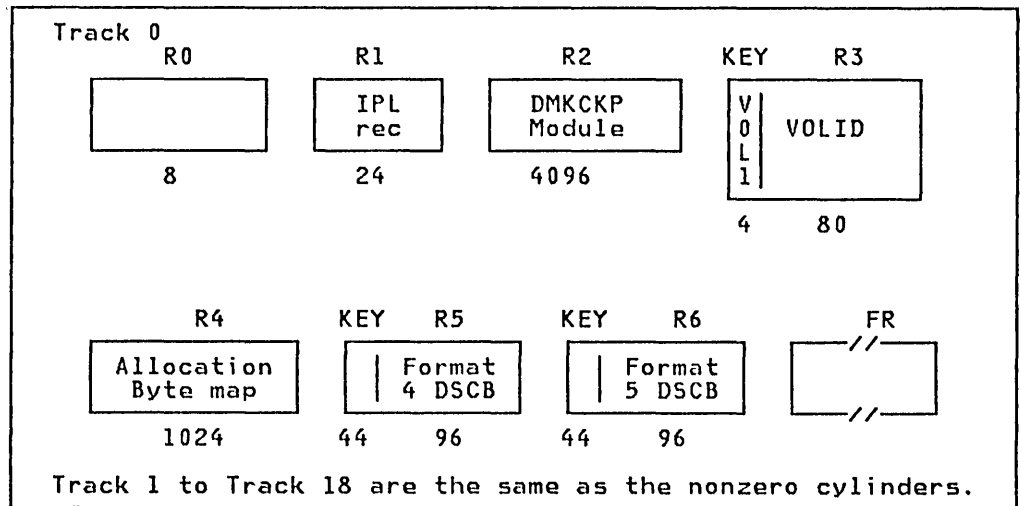 Track 0
R0 R1 R2 KEY R3
IPL rec
DMKCKP Module
VOL1
VOLID
8 24 4096
4 80
R4 KEY R5 KEY R6 FR
Allocation Byte map
Format 4 DSCB
Format 5 DSCB
1024 44 96 44 96
Track 1 to Track 18 are the same as the nonzero cylinders.